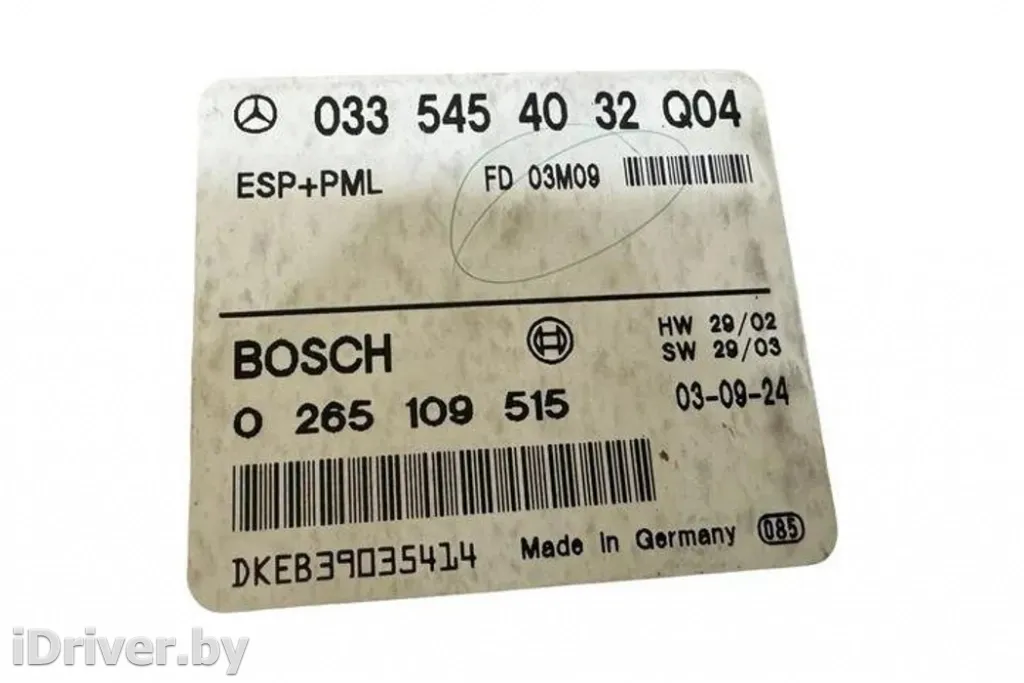 033 545 40 32 Q04
ESP+PML FD 03M09
BOSCH HW 29/02
SW 29/03
0 265 109 515 03-09-24
DKEB39035414 Made In Germany 085
iDriver.by